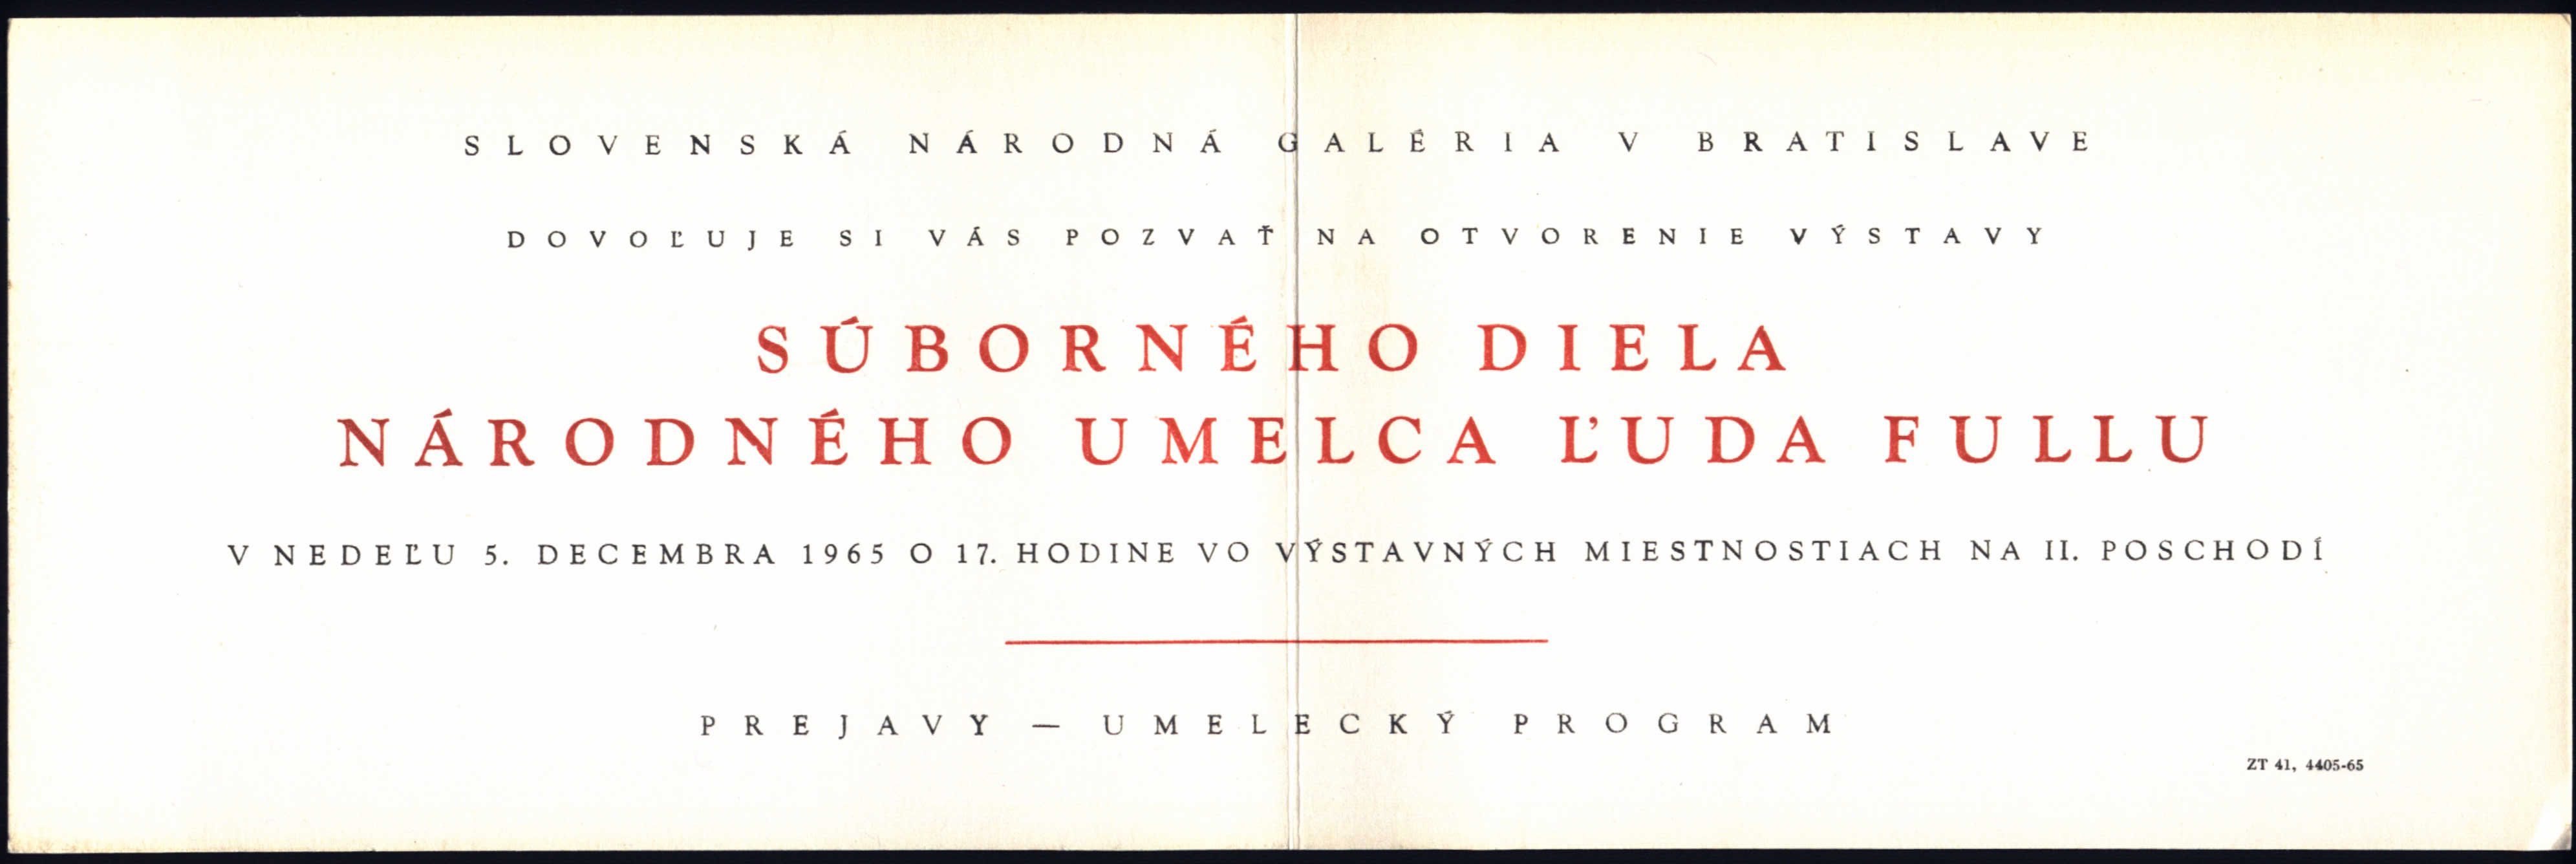 SLOVENSKÁ NÁRODNÁ GALÉRIA V BRATISLAVE
DOVOĽUJE SI VÁS POZVAŤ NA OTVORENIE VÝSTAVY
SÚBORNÉHO DIELA
NÁRODNÉHO UMELCA ĽUDA FULLU
V NEDEĽU 5. DECEMBRA 1965 O 17. HODINE VO VÝSTAVNÝCH MIESTNOSTIACH NA II. POSCHODÍ
PREJAVY — UMELECKÝ PROGRAM
ZT 41, 4405-65